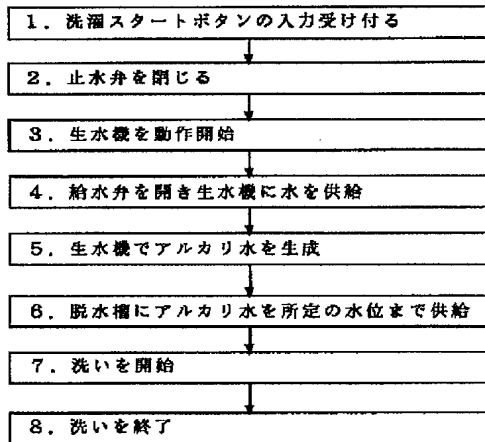 1．洗濯スタートボタンの入力受け付る
2．止水弁を閉じる
3．生水機を動作開始
4．給水弁を開き生水機に水を供給
5．生水機でアルカリ水を生成
6．脱水槽にアルカリ水を所定の水位まで供給
7．洗いを開始
8．洗いを終了